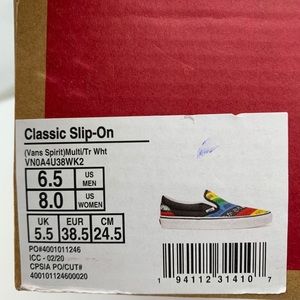 Classic Slip-On
(Vans Spirit)Multi/Tr Wht
VN0A4U38WK2
6.5 US MEN
8.0 US WOMEN
UK EUR CM
5.5 38.5 24.5
PO#4001011246
ICC - 02/20
CPSIA PO/CUT#
400101124600020
1 94112 31410 7